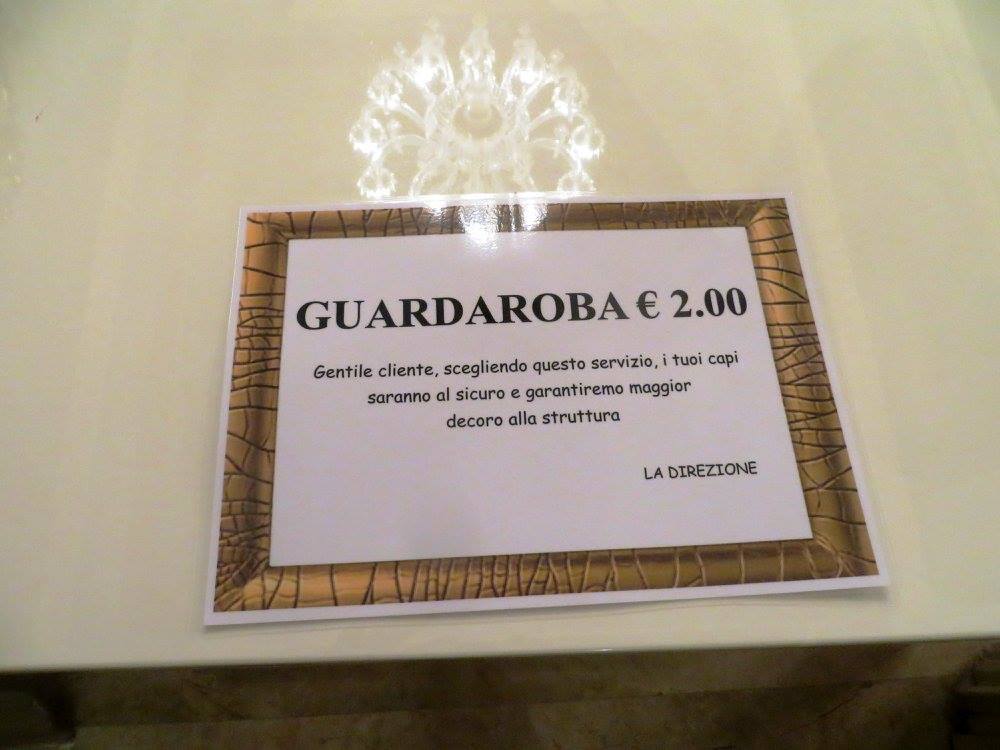 GUARDAROBA € 2.00
Gentile cliente, scegliendo questo servizio, i tuoi capi
saranno al sicuro e garantiremo maggior
decoro alla struttura
LA DIREZIONE